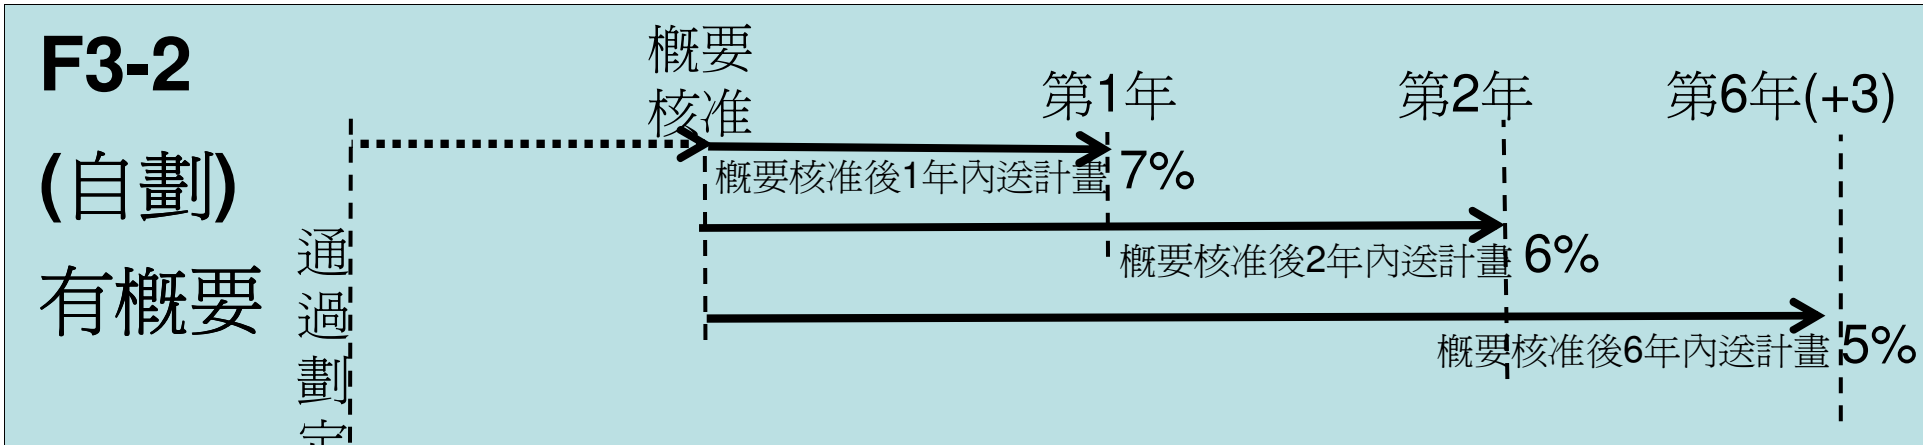 F3-2
(自劃)
有概要
概要
核准
第1年
第2年
第6年(+3)
概要核准後1年內送計畫 7%
概要核准後2年內送計畫 6%
概要核准後6年內送計畫 5%
通過劃定